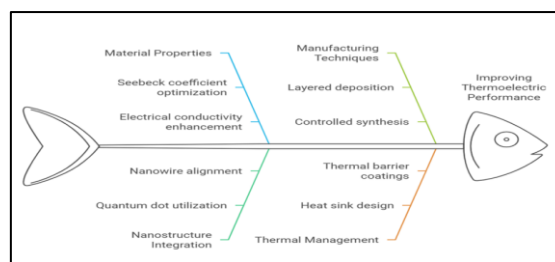 Material Properties
Seebeck coefficient
optimization
Electrical conductivity
enhancement
Manufacturing
Techniques
Layered deposition
Controlled synthesis
Improving
Thermoelectric
Performance
Nanowire alignment
Quantum dot utilization
Nanostructure
Integration
Thermal barrier
coatings
Heat sink design
Thermal Management